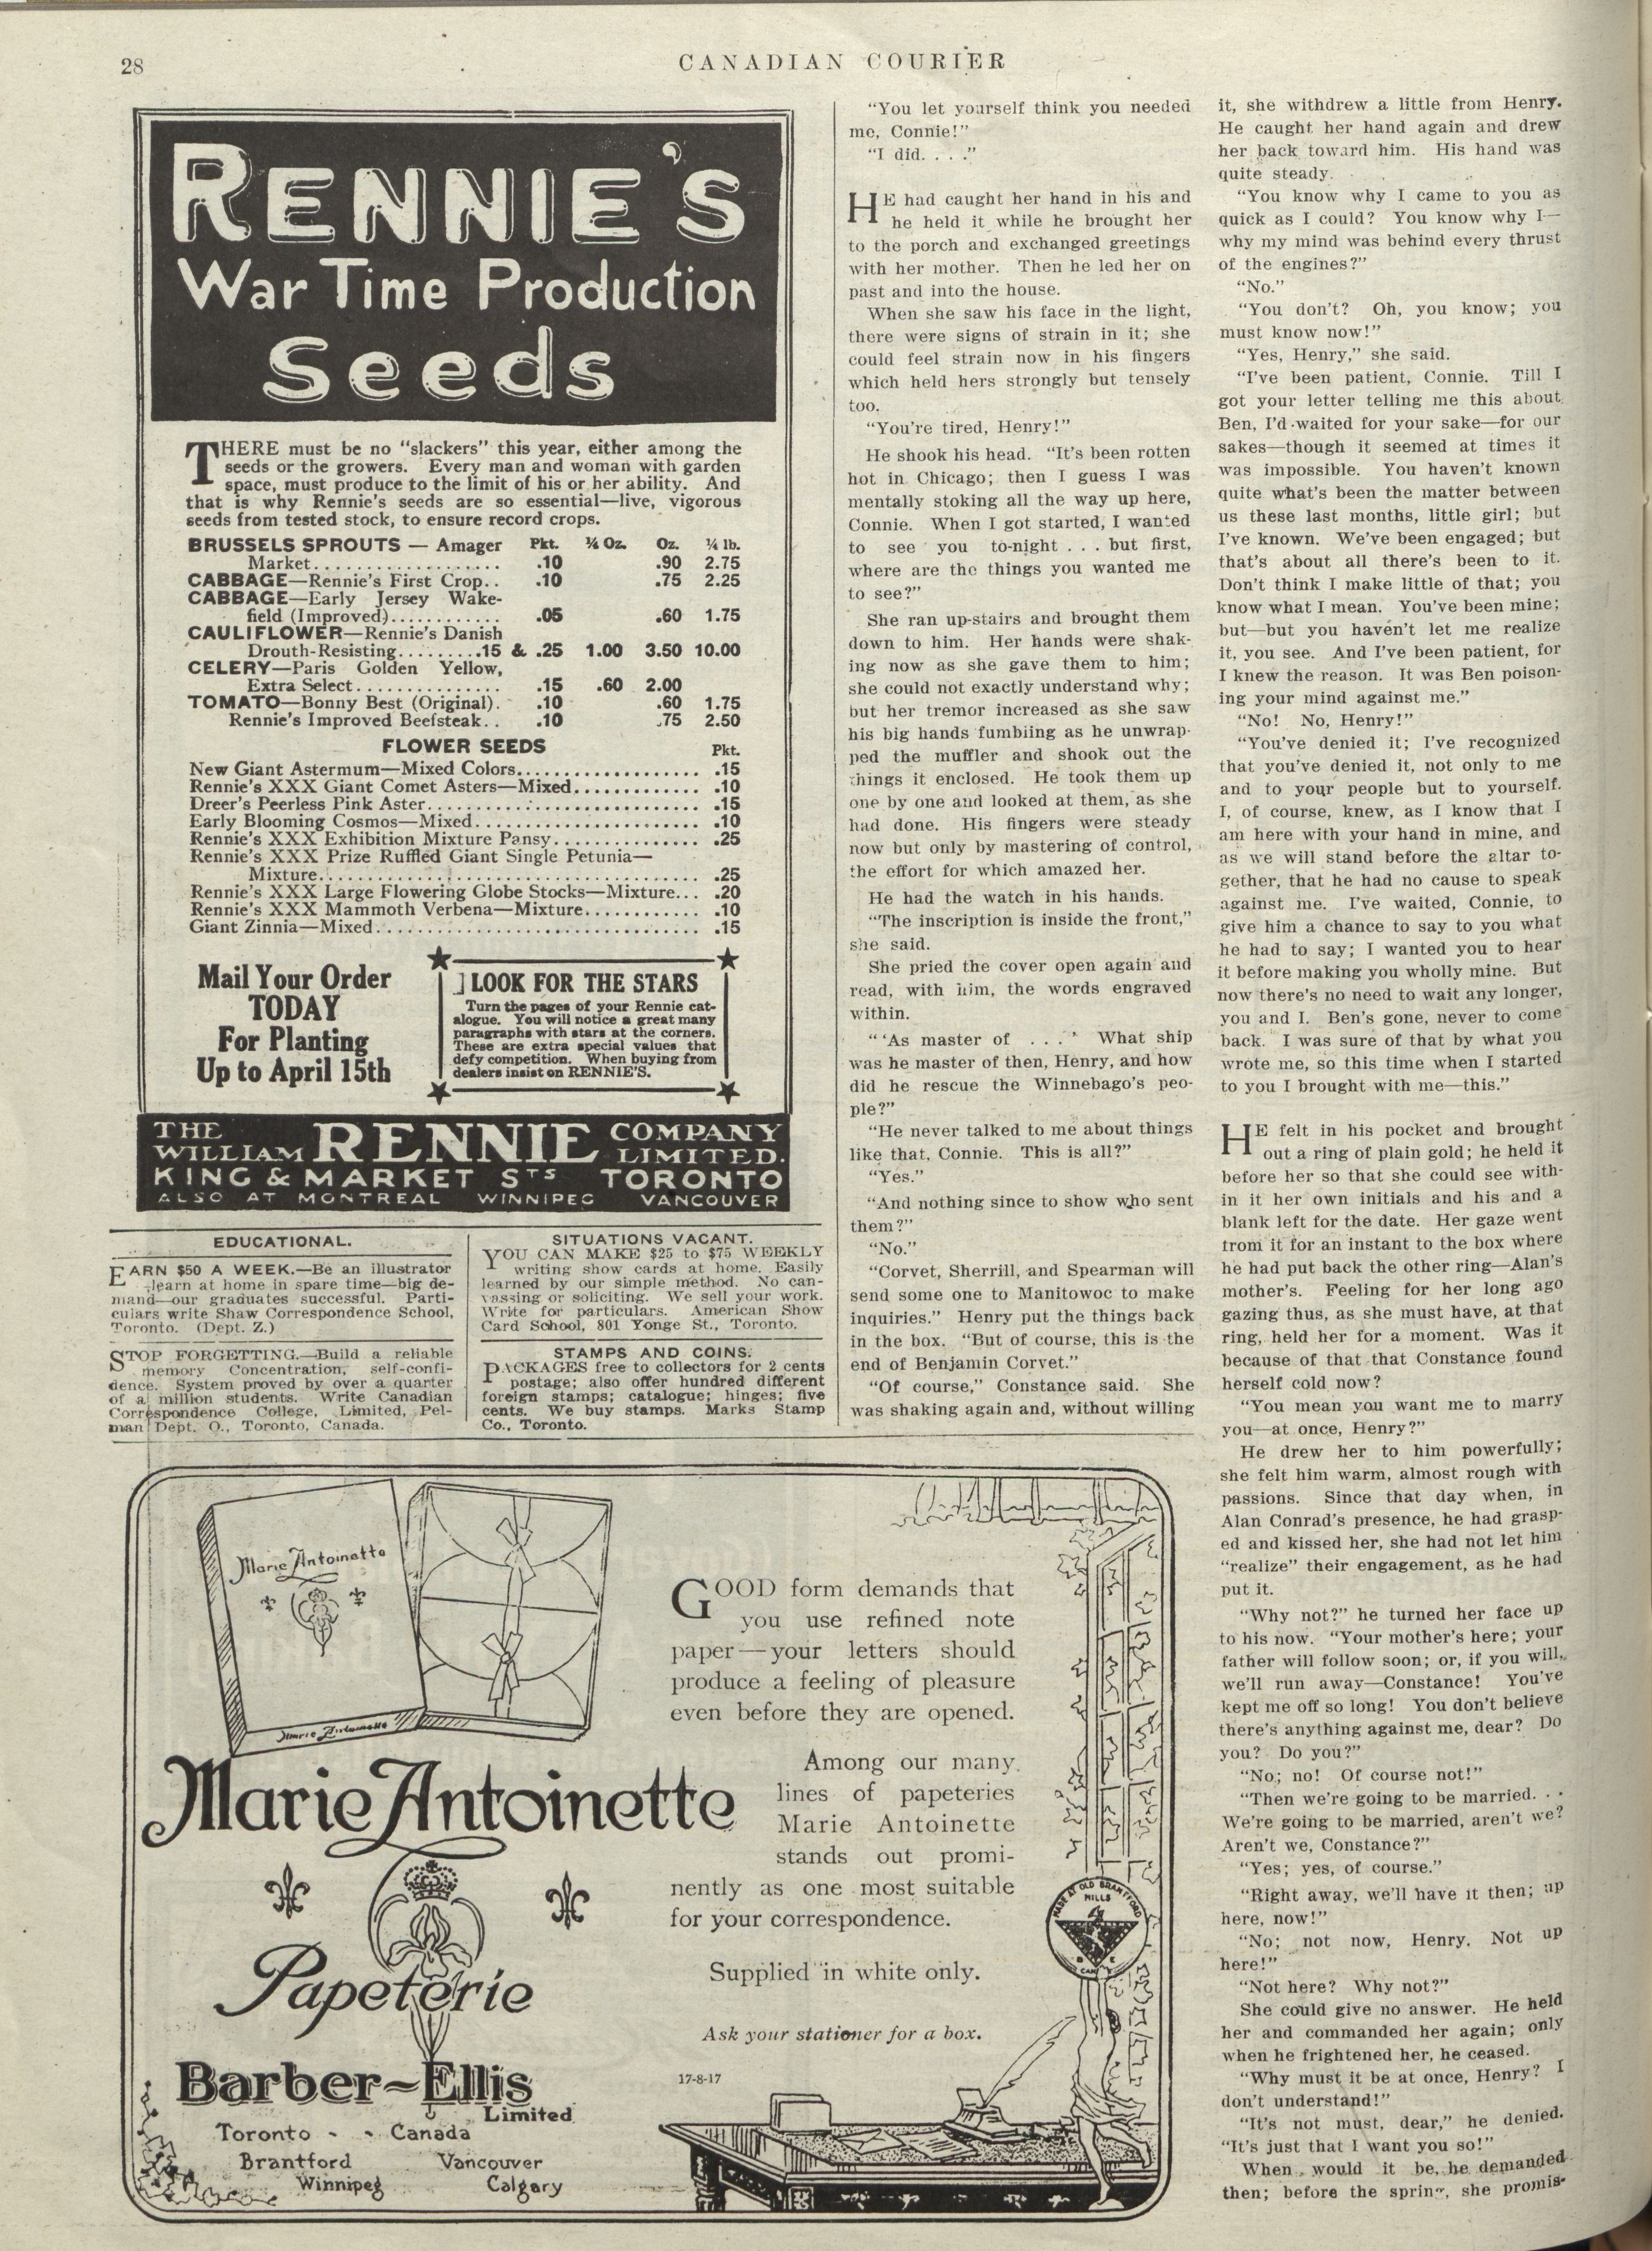 28
CANADIAN COURIER
RENNIE'S
War Time Production
Seeds
THERE must be no "slackers" this year, either among the
seeds or the growers. Every man and woman with garden
space, must produce to the limit of his or her ability. And
that is why Rennie's seeds are so essential—live, vigorous
seeds from tested stock, to ensure record crops.
BRUSSELS SPROUTS — Amager Pkt. ¼ Oz. Oz. ¼ lb.
Market................... .10 .90 2.75
CABBAGE—Rennie's First Crop.. .10 .75 2.25
CABBAGE—Early Jersey Wake-
field (Improved)............ .05 .60 1.75
CAULIFLOWER—Rennie's Danish
Drouth-Resisting.........15 & .25 1.00 3.50 10.00
CELERY—Paris Golden Yellow,
Extra Select............... .15 .60 2.00
TOMATO—Bonny Best (Original). .10 .60 1.75
Rennie's Improved Beefsteak.. .10 .75 2.50
FLOWER SEEDS Pkt.
New Giant Astermum—Mixed Colors................... .15
Rennie's XXX Giant Comet Asters—Mixed............. .10
Dreer's Peerless Pink Aster............................ .15
Early Blooming Cosmos—Mixed....................... .10
Rennie's XXX Exhibition Mixture Pansy............... .25
Rennie's XXX Prize Ruffled Giant Single Petunia—
Mixture.......................................... .25
Rennie's XXX Large Flowering Globe Stocks—Mixture... .20
Rennie's XXX Mammoth Verbena—Mixture............ .10
Giant Zinnia—Mixed................................. .15
Mail Your Order
TODAY
For Planting
Up to April 15th
LOOK FOR THE STARS
Turn the pages of your Rennie cat-
alogue. You will notice a great many
paragraphs with stars at the corners.
These are extra special values that
defy competition. When buying from
dealers insist on RENNIE'S.
THE WILLIAM RENNIE COMPANY LIMITED.
KING & MARKET STS TORONTO
ALSO AT MONTREAL WINNIPEG VANCOUVER
EDUCATIONAL.
EARN $50 A WEEK.—Be an illustrator
—learn at home in spare time—big de-
mand—our graduates successful. Parti-
culars write Shaw Correspondence School,
Toronto. (Dept. Z.)
STOP FORGETTING.—Build a reliable
memory Concentration, self-confi-
dence. System proved by over a quarter
of a million students. Write Canadian
Correspondence College, Limited, Pel-
man Dept. O., Toronto, Canada.
SITUATIONS VACANT.
YOU CAN MAKE $25 to $75 WEEKLY
writing show cards at home. Easily
learned by our simple method. No can-
vassing or soliciting. We sell your work.
Write for particulars. American Show
Card School, 801 Yonge St., Toronto.
STAMPS AND COINS.
PACKAGES free to collectors for 2 cents
postage; also offer hundred different
foreign stamps; catalogue; hinges; five
cents. We buy stamps. Marks Stamp
Co., Toronto.
Marie Antoinette
Marie Antoinette
Marie Antoinette
Papeterie
Barber~Ellis
Limited
Toronto - - Canada
Brantford Vancouver
Winnipeg Calgary
GOOD form demands that
you use refined note
paper—your letters should
produce a feeling of pleasure
even before they are opened.
Among our many
lines of papeteries
Marie Antoinette
stands out promi-
nently as one most suitable
for your correspondence.
Supplied in white only.
Ask your stationer for a box.
17-8-17
MADE AT OLD BRANTFORD
MILLS
"You let yourself think you needed
me, Connie!"
"I did. . . ."
HE had caught her hand in his and
he held it while he brought her
to the porch and exchanged greetings
with her mother. Then he led her on
past and into the house.
When she saw his face in the light,
there were signs of strain in it; she
could feel strain now in his fingers
which held hers strongly but tensely
too.
"You're tired, Henry!"
He shook his head. "It's been rotten
hot in Chicago; then I guess I was
mentally stoking all the way up here,
Connie. When I got started, I wanted
to see you to-night . . . but first,
where are the things you wanted me
to see?"
She ran up-stairs and brought them
down to him. Her hands were shak-
ing now as she gave them to him;
she could not exactly understand why;
but her tremor increased as she saw
his big hands fumbiing as he unwrap-
ped the muffler and shook out the
things it enclosed. He took them up
one by one and looked at them, as she
had done. His fingers were steady
now but only by mastering of control,
the effort for which amazed her.
He had the watch in his hands.
"The inscription is inside the front,"
she said.
She pried the cover open again and
read, with him, the words engraved
within.
"'As master of . . .' What ship
was he master of then, Henry, and how
did he rescue the Winnebago's peo-
ple?"
"He never talked to me about things
like that, Connie. This is all?"
"Yes."
"And nothing since to show who sent
them?"
"No."
"Corvet, Sherrill, and Spearman will
send some one to Manitowoc to make
inquiries." Henry put the things back
in the box. "But of course, this is the
end of Benjamin Corvet."
"Of course," Constance said. She
was shaking again and, without willing
it, she withdrew a little from Henry.
He caught her hand again and drew
her back toward him. His hand was
quite steady.
"You know why I came to you as
quick as I could? You know why I—
why my mind was behind every thrust
of the engines?"
"No."
"You don't? Oh, you know; you
must know now!"
"Yes, Henry," she said.
"I've been patient, Connie. Till I
got your letter telling me this about
Ben, I'd waited for your sake—for our
sakes—though it seemed at times it
was impossible. You haven't known
quite what's been the matter between
us these last months, little girl; but
I've known. We've been engaged; but
that's about all there's been to it.
Don't think I make little of that; you
know what I mean. You've been mine;
but—but you haven't let me realize
it, you see. And I've been patient, for
I knew the reason. It was Ben poison-
ing your mind against me."
"No! No, Henry!"
"You've denied it; I've recognized
that you've denied it, not only to me
and to your people but to yourself.
I, of course, knew, as I know that I
am here with your hand in mine, and
as we will stand before the altar to-
gether, that he had no cause to speak
against me. I've waited, Connie, to
give him a chance to say to you what
he had to say; I wanted you to hear
it before making you wholly mine. But
now there's no need to wait any longer,
you and I. Ben's gone, never to come
back. I was sure of that by what you
wrote me, so this time when I started
to you I brought with me—this."
HE felt in his pocket and brought
out a ring of plain gold; he held it
before her so that she could see with-
in it her own initials and his and a
blank left for the date. Her gaze went
from it for an instant to the box where
he had put back the other ring—Alan's
mother's. Feeling for her long ago
gazing thus, as she must have, at that
ring, held her for a moment. Was it
because of that that Constance found
herself cold now?
"You mean you want me to marry
you—at once, Henry?"
He drew her to him powerfully;
she felt him warm, almost rough with
passions. Since that day when, in
Alan Conrad's presence, he had grasp-
ed and kissed her, she had not let him
"realize" their engagement, as he had
put it.
"Why not?" he turned her face up
to his now. "Your mother's here; your
father will follow soon; or, if you will,
we'll run away—Constance! You've
kept me off so long! You don't believe
there's anything against me, dear? Do
you? Do you?"
"No; no! Of course not!"
"Then we're going to be married. . .
We're going to be married, aren't we?
Aren't we, Constance?"
"Yes; yes, of course."
"Right away, we'll have it then; up
here, now!"
"No; not now, Henry. Not up
here!"
"Not here? Why not?"
She could give no answer. He held
her and commanded her again; only
when he frightened her, he ceased.
"Why must it be at once, Henry? I
don't understand!"
"It's not must, dear," he denied.
"It's just that I want you so!"
When would it be, he demanded
then; before the spring, she promis-